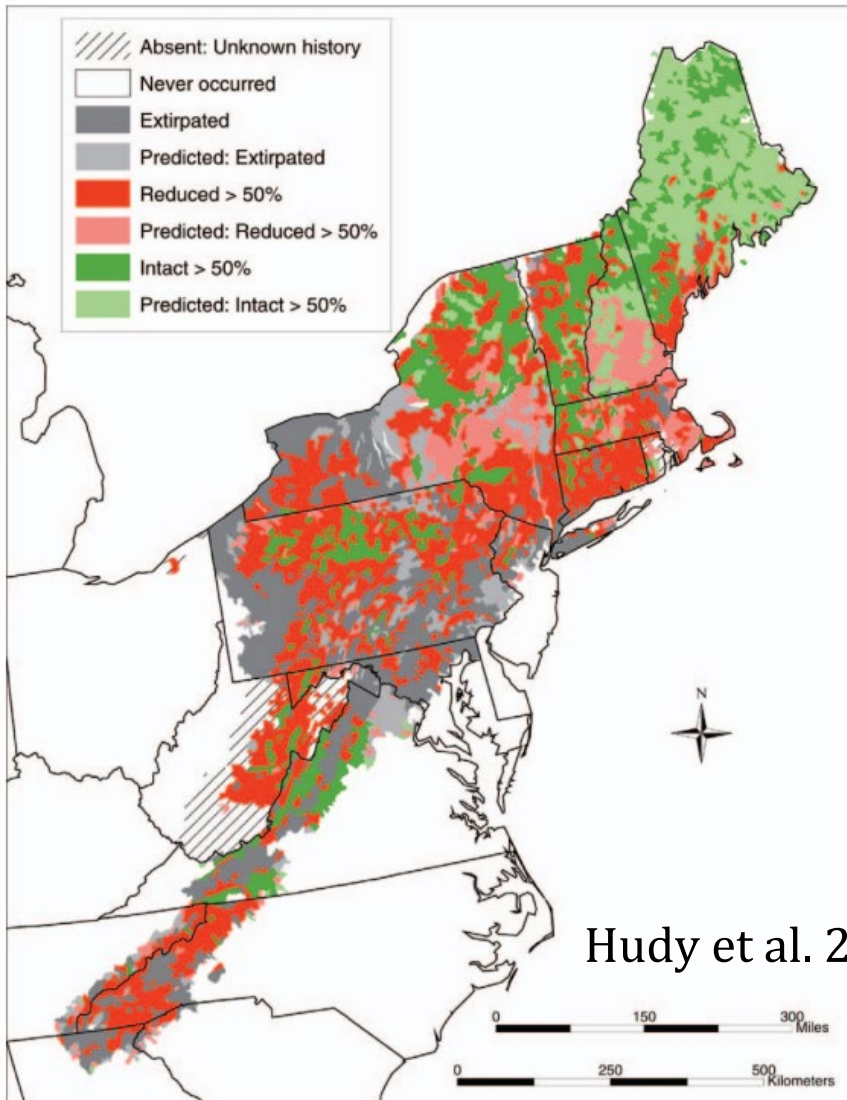 Absent: Unknown history
Never occurred
Extirpated
Predicted: Extirpated
Reduced > 50%
Predicted: Reduced > 50%
Intact > 50%
Predicted: Intact > 50%
N
Hudy et al. 2
0 150 300
Miles
0 250 500
Kilometers